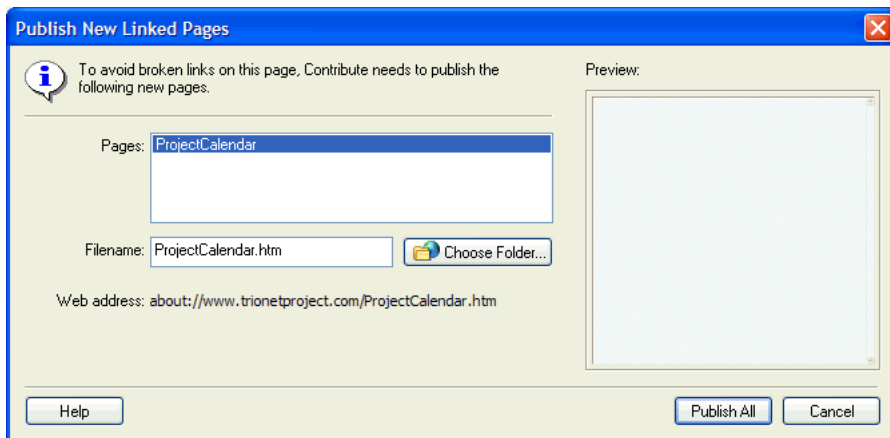 Publish New Linked Pages
To avoid broken links on this page, Contribute needs to publish the
following new pages.
Preview:
Pages: ProjectCalendar
Filename: ProjectCalendar.htm Choose Folder...
Web address: about://www.trionetproject.com/ProjectCalendar.htm
Help Publish All Cancel